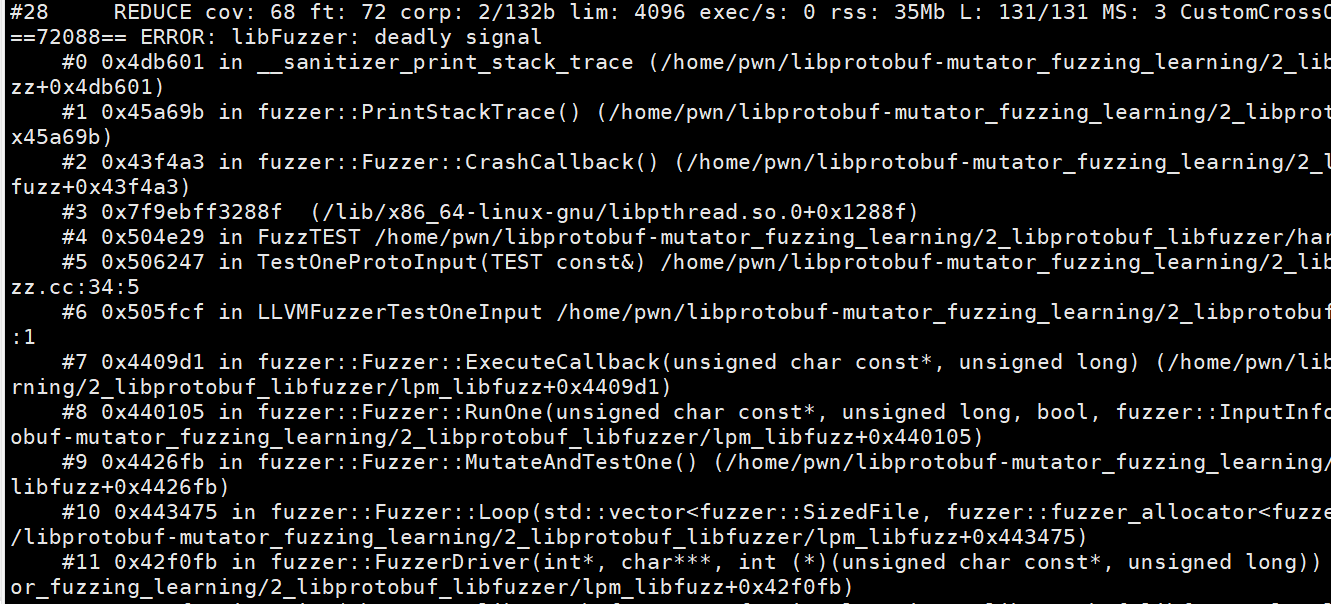 #28     REDUCE cov: 68 ft: 72 corp: 2/132b lim: 4096 exec/s: 0 rss: 35Mb L: 131/131 MS: 3 CustomCrossO
==72088== ERROR: libFuzzer: deadly signal
    #0 0x4db601 in __sanitizer_print_stack_trace (/home/pwn/libprotobuf-mutator_fuzzing_learning/2_lib
zz+0x4db601)
    #1 0x45a69b in fuzzer::PrintStackTrace() (/home/pwn/libprotobuf-mutator_fuzzing_learning/2_libprot
x45a69b)
    #2 0x43f4a3 in fuzzer::Fuzzer::CrashCallback() (/home/pwn/libprotobuf-mutator_fuzzing_learning/2_l
fuzz+0x43f4a3)
    #3 0x7f9ebff3288f  (/lib/x86_64-linux-gnu/libpthread.so.0+0x1288f)
    #4 0x504e29 in FuzzTEST /home/pwn/libprotobuf-mutator_fuzzing_learning/2_libprotobuf_libfuzzer/har
    #5 0x506247 in TestOneProtoInput(TEST const&) /home/pwn/libprotobuf-mutator_fuzzing_learning/2_lib
zz.cc:34:5
    #6 0x505fcf in LLVMFuzzerTestOneInput /home/pwn/libprotobuf-mutator_fuzzing_learning/2_libprotobuf
:1
    #7 0x4409d1 in fuzzer::Fuzzer::ExecuteCallback(unsigned char const*, unsigned long) (/home/pwn/lib
rning/2_libprotobuf_libfuzzer/lpm_libfuzz+0x4409d1)
    #8 0x440105 in fuzzer::Fuzzer::RunOne(unsigned char const*, unsigned long, bool, fuzzer::InputInfo
obuf-mutator_fuzzing_learning/2_libprotobuf_libfuzzer/lpm_libfuzz+0x440105)
    #9 0x4426fb in fuzzer::Fuzzer::MutateAndTestOne() (/home/pwn/libprotobuf-mutator_fuzzing_learning/
libfuzz+0x4426fb)
    #10 0x443475 in fuzzer::Fuzzer::Loop(std::vector<fuzzer::SizedFile, fuzzer::fuzzer_allocator<fuzze
/libprotobuf-mutator_fuzzing_learning/2_libprotobuf_libfuzzer/lpm_libfuzz+0x443475)
    #11 0x42f0fb in fuzzer::FuzzerDriver(int*, char***, int (*)(unsigned char const*, unsigned long))
or_fuzzing_learning/2_libprotobuf_libfuzzer/lpm_libfuzz+0x42f0fb)